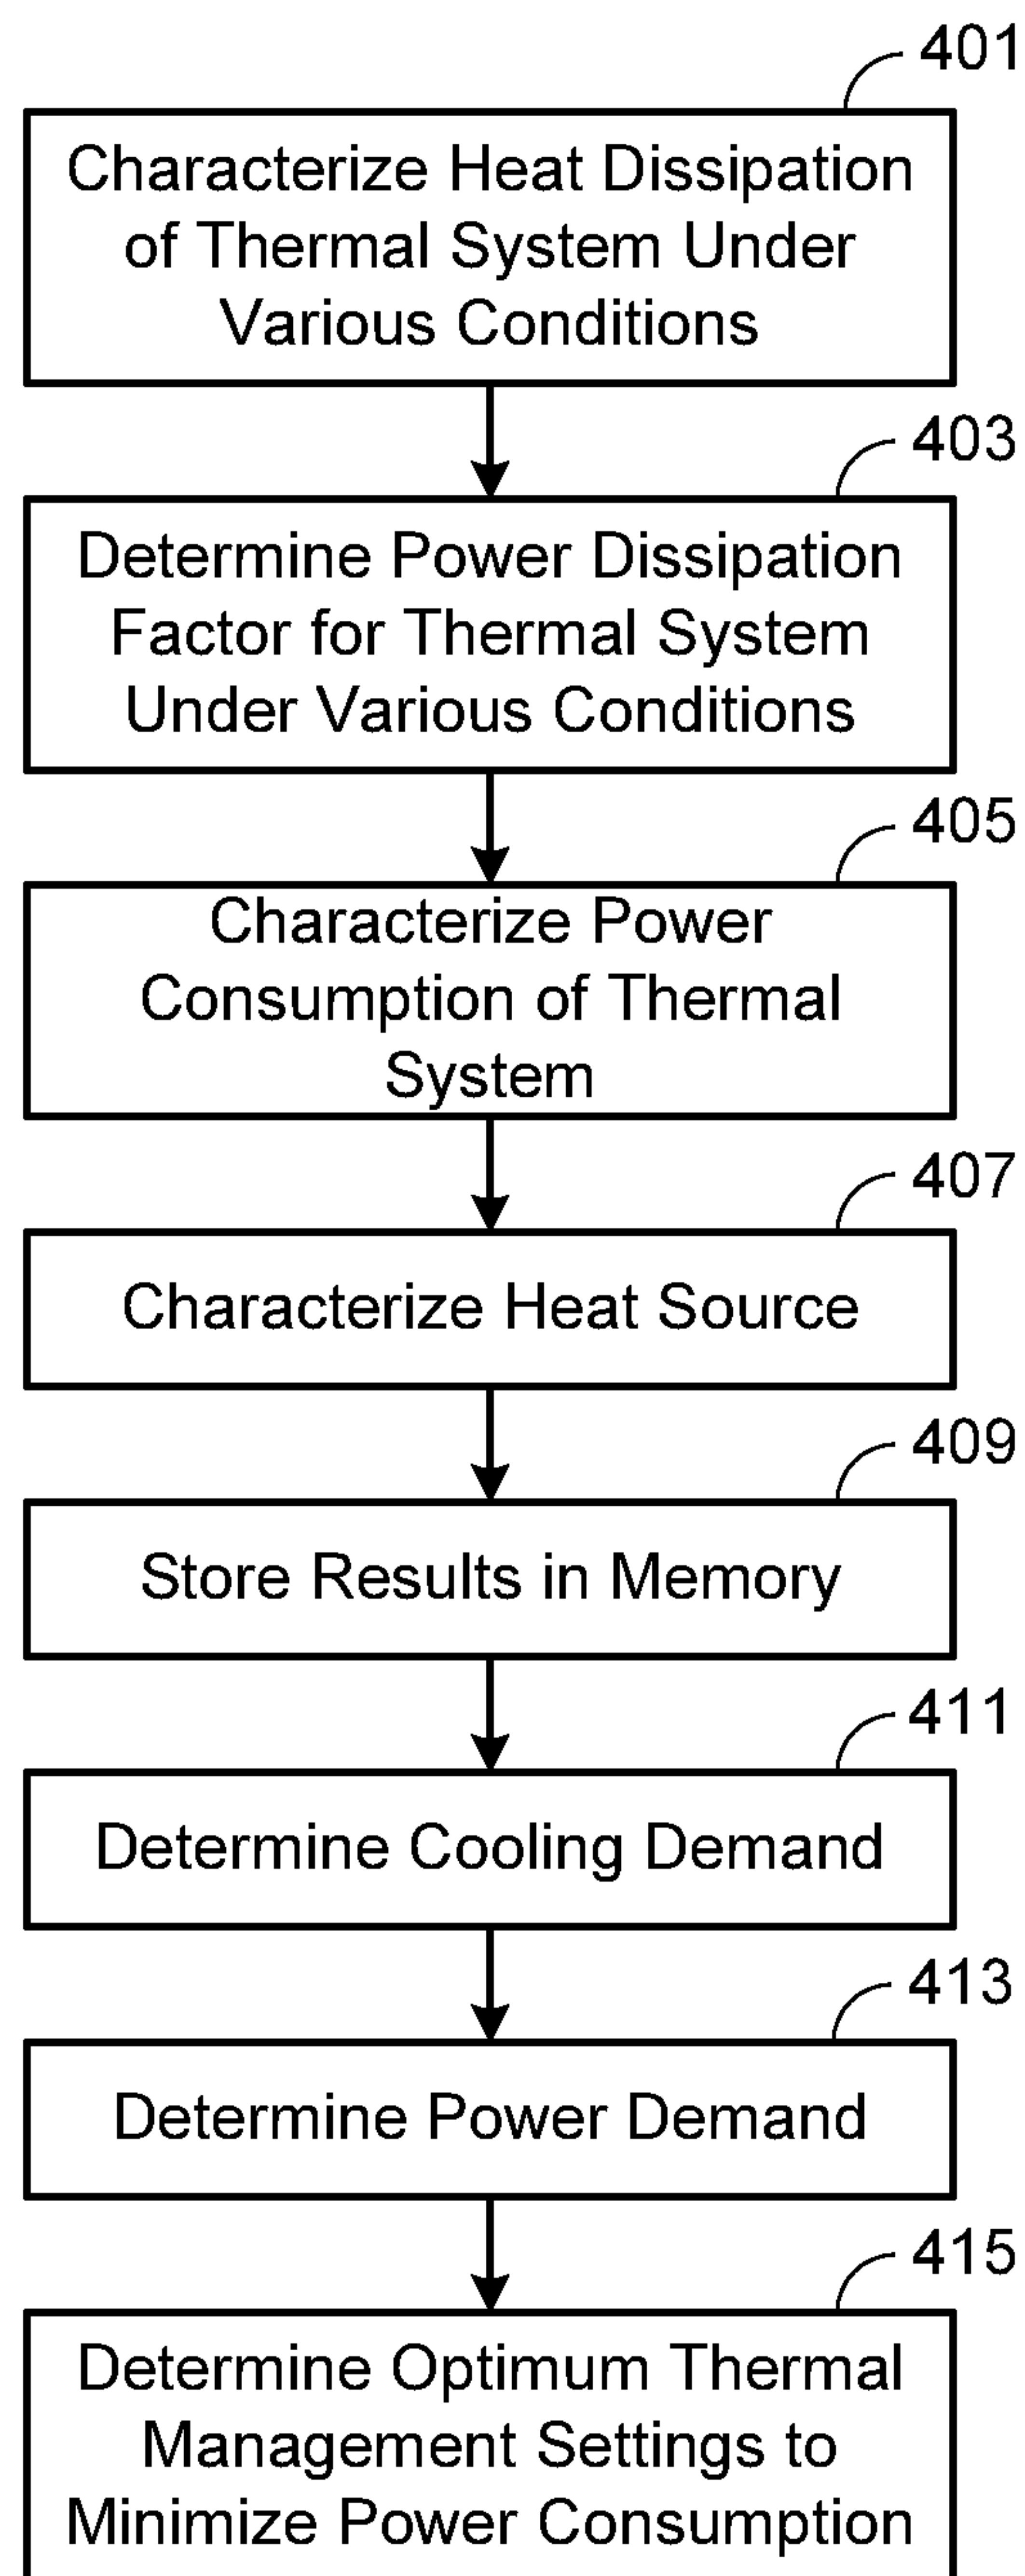 401
Characterize Heat Dissipation
of Thermal System Under
Various Conditions
403
Determine Power Dissipation
Factor for Thermal System
Under Various Conditions
405
Characterize Power
Consumption of Thermal
System
407
Characterize Heat Source
409
Store Results in Memory
411
Determine Cooling Demand
413
Determine Power Demand
415
Determine Optimum Thermal
Management Settings to
Minimize Power Consumption